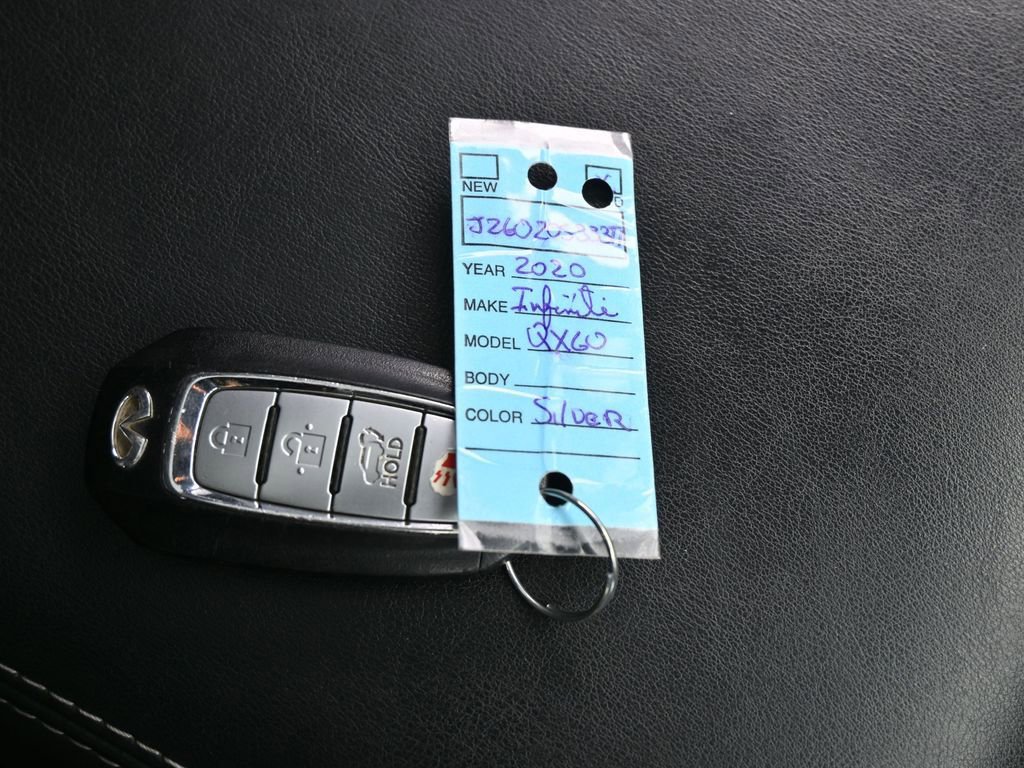 NEW
YEAR 2020
MAKE Infiniti
MODEL QX60
BODY
COLOR Silver
HOLD